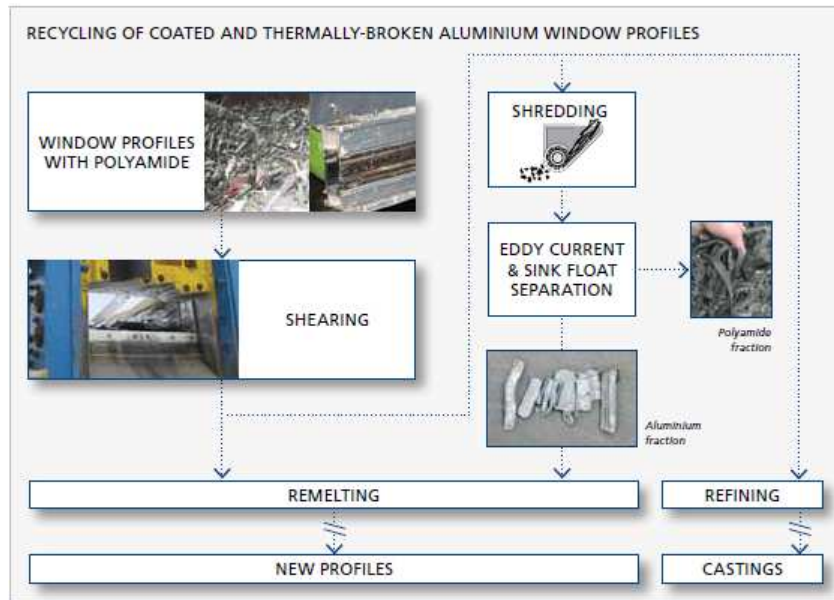 RECYCLING OF COATED AND THERMALLY-BROKEN ALUMINIUM WINDOW PROFILES
WINDOW PROFILES
WITH POLYAMIDE
SHEARING
SHREDDING
EDDY CURRENT
& SINK FLOAT
SEPARATION
Polyamide
fraction
Aluminium
fraction
REMELTING
REFINING
NEW PROFILES
CASTINGS